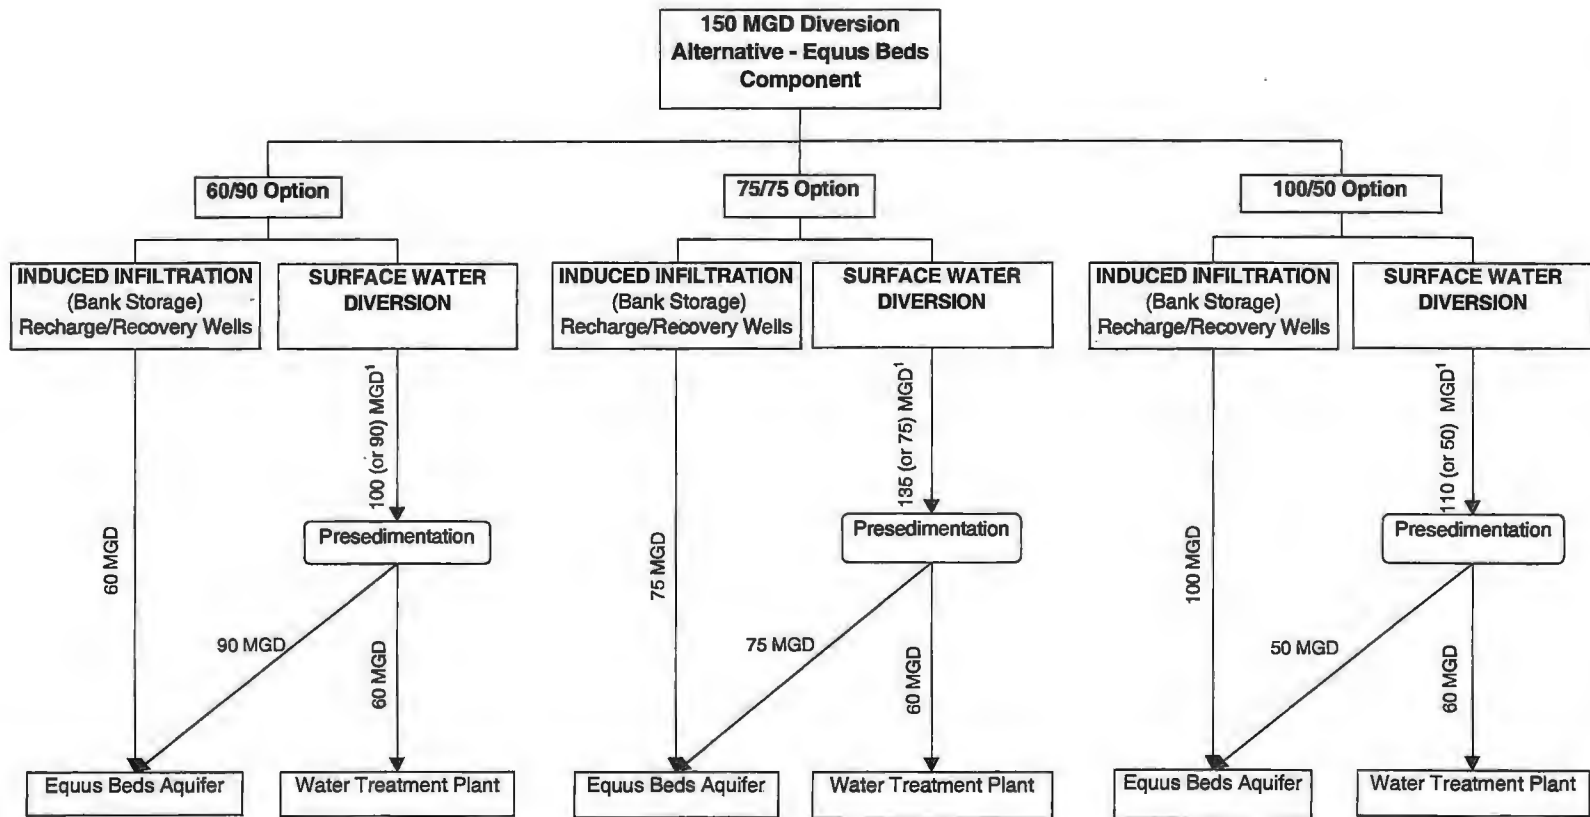 150 MGD Diversion
Alternative - Equus Beds
Component
60/90 Option
75/75 Option
100/50 Option
INDUCED INFILTRATION
(Bank Storage)
Recharge/Recovery Wells
SURFACE WATER
DIVERSION
INDUCED INFILTRATION
(Bank Storage)
Recharge/Recovery Wells
SURFACE WATER
DIVERSION
INDUCED INFILTRATION
(Bank Storage)
Recharge/Recovery Wells
SURFACE WATER
DIVERSION
100 (or 90) MGD¹
135 (or 75) MGD¹
110 (or 50) MGD¹
Presedimentation
Presedimentation
Presedimentation
60 MGD
90 MGD
60 MGD
75 MGD
75 MGD
60 MGD
100 MGD
50 MGD
60 MGD
Equus Beds Aquifer
Water Treatment Plant
Equus Beds Aquifer
Water Treatment Plant
Equus Beds Aquifer
Water Treatment Plant